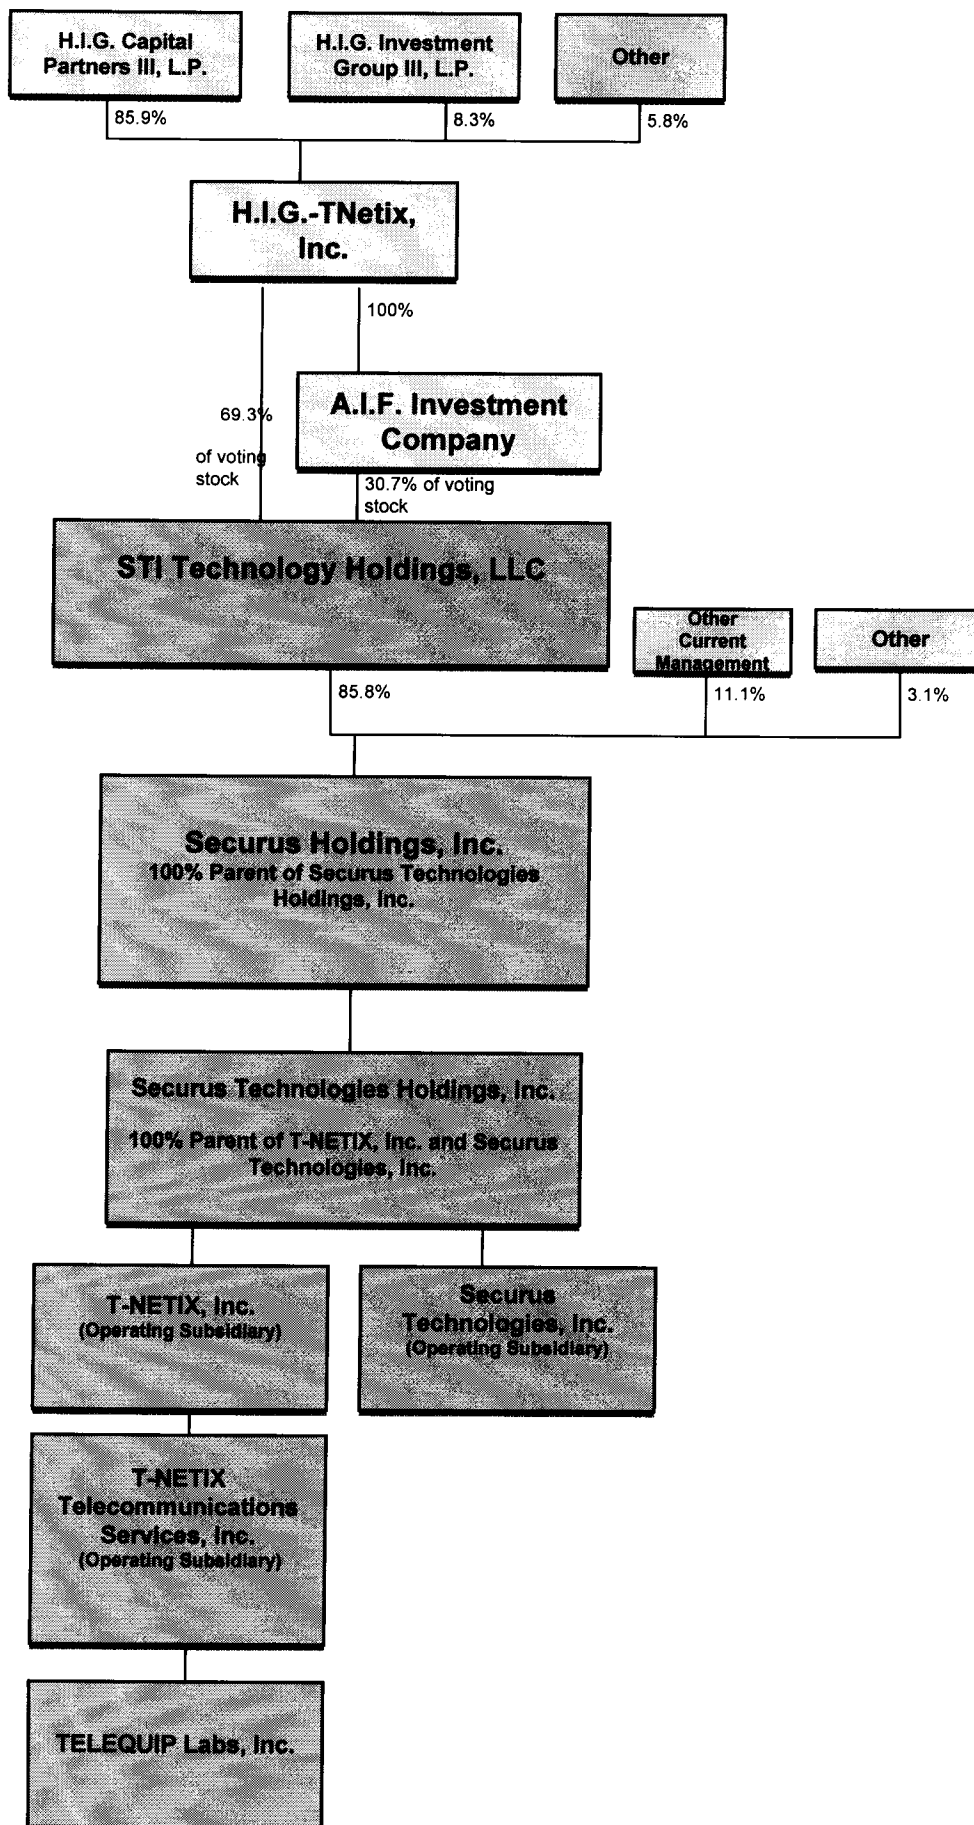 H.I.G. Capital
Partners III, L.P.
H.I.G. Investment
Group III, L.P.
Other
85.9%
8.3%
5.8%
H.I.G.-TNetix,
Inc.
100%
69.3%
of voting
stock
A.I.F. Investment
Company
30.7% of voting
stock
STI Technology Holdings, LLC
Other
Current
Management
Other
85.8%
11.1%
3.1%
Securus Holdings, Inc.
100% Parent of Securus Technologies
Holdings, Inc.
Securus Technologies Holdings, Inc.
100% Parent of T-NETIX, Inc. and Securus
Technologies, Inc.
T-NETIX, Inc.
(Operating Subsidiary)
Securus
Technologies, Inc.
(Operating Subsidiary)
T-NETIX
Telecommunications
Services, Inc.
(Operating Subsidiary)
TELEQUIP Labs, Inc.